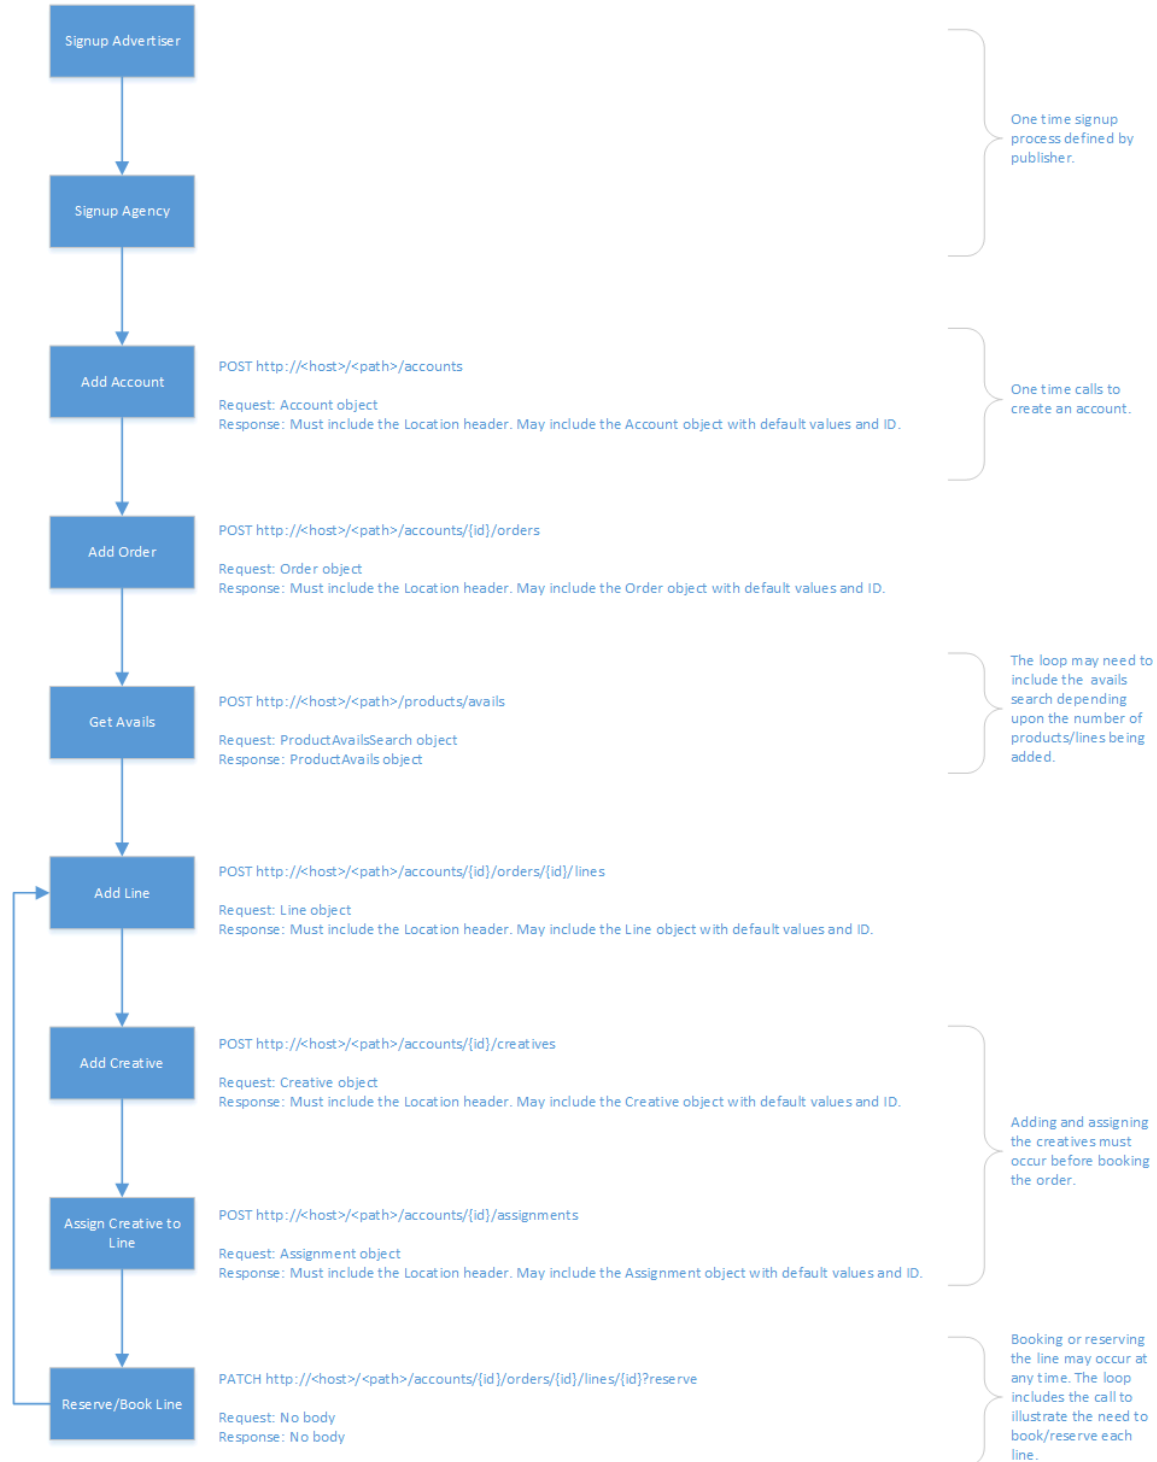 Signup Advertiser
One time signup
process defined by
publisher.
Signup Agency
Add Account
POST http://<host>/<path>/accounts
Request: Account object
Response: Must include the Location header. May include the Account object with default values and ID.
One time calls to
create an account.
Add Order
POST http://<host>/<path>/accounts/{id}/orders
Request: Order object
Response: Must include the Location header. May include the Order object with default values and ID.
Get Avails
POST http://<host>/<path>/products/avails
Request: ProductAvailsSearch object
Response: ProductAvails object
The loop may need to
include the avails
search depending
upon the number of
products/lines being
added.
Add Line
POST http://<host>/<path>/accounts/{id}/orders/{id}/lines
Request: Line object
Response: Must include the Location header. May include the Line object with default values and ID.
Add Creative
POST http://<host>/<path>/accounts/{id}/creatives
Request: Creative object
Response: Must include the Location header. May include the Creative object with default values and ID.
Adding and assigning
the creatives must
occur before booking
the order.
Assign Creative to
Line
POST http://<host>/<path>/accounts/{id}/assignments
Request: Assignment object
Response: Must include the Location header. May include the Assignment object with default values and ID.
Reserve/Book Line
PATCH http://<host>/<path>/accounts/{id}/orders/{id}/lines/{id}?reserve
Request: No body
Response: No body
Booking or reserving
the line may occur at
any time. The loop
includes the call to
illustrate the need to
book/reserve each
line.